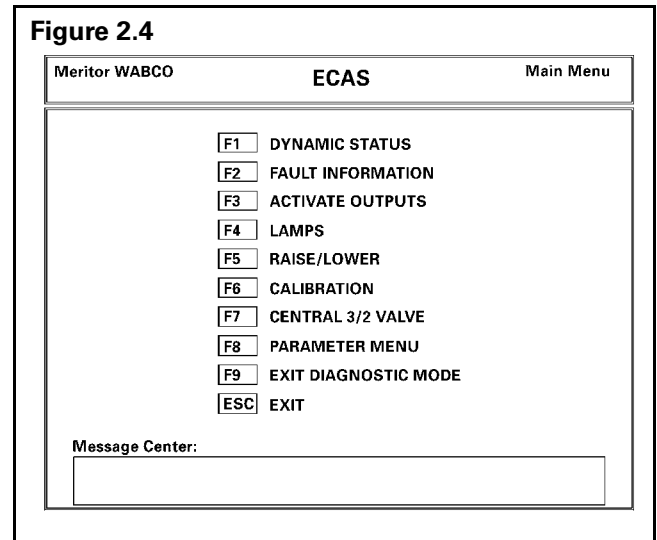 Figure 2.4
Meritor WABCO ECAS Main Menu
F1 DYNAMIC STATUS
F2 FAULT INFORMATION
F3 ACTIVATE OUTPUTS
F4 LAMPS
F5 RAISE/LOWER
F6 CALIBRATION
F7 CENTRAL 3/2 VALVE
F8 PARAMETER MENU
F9 EXIT DIAGNOSTIC MODE
ESC EXIT
Message Center: